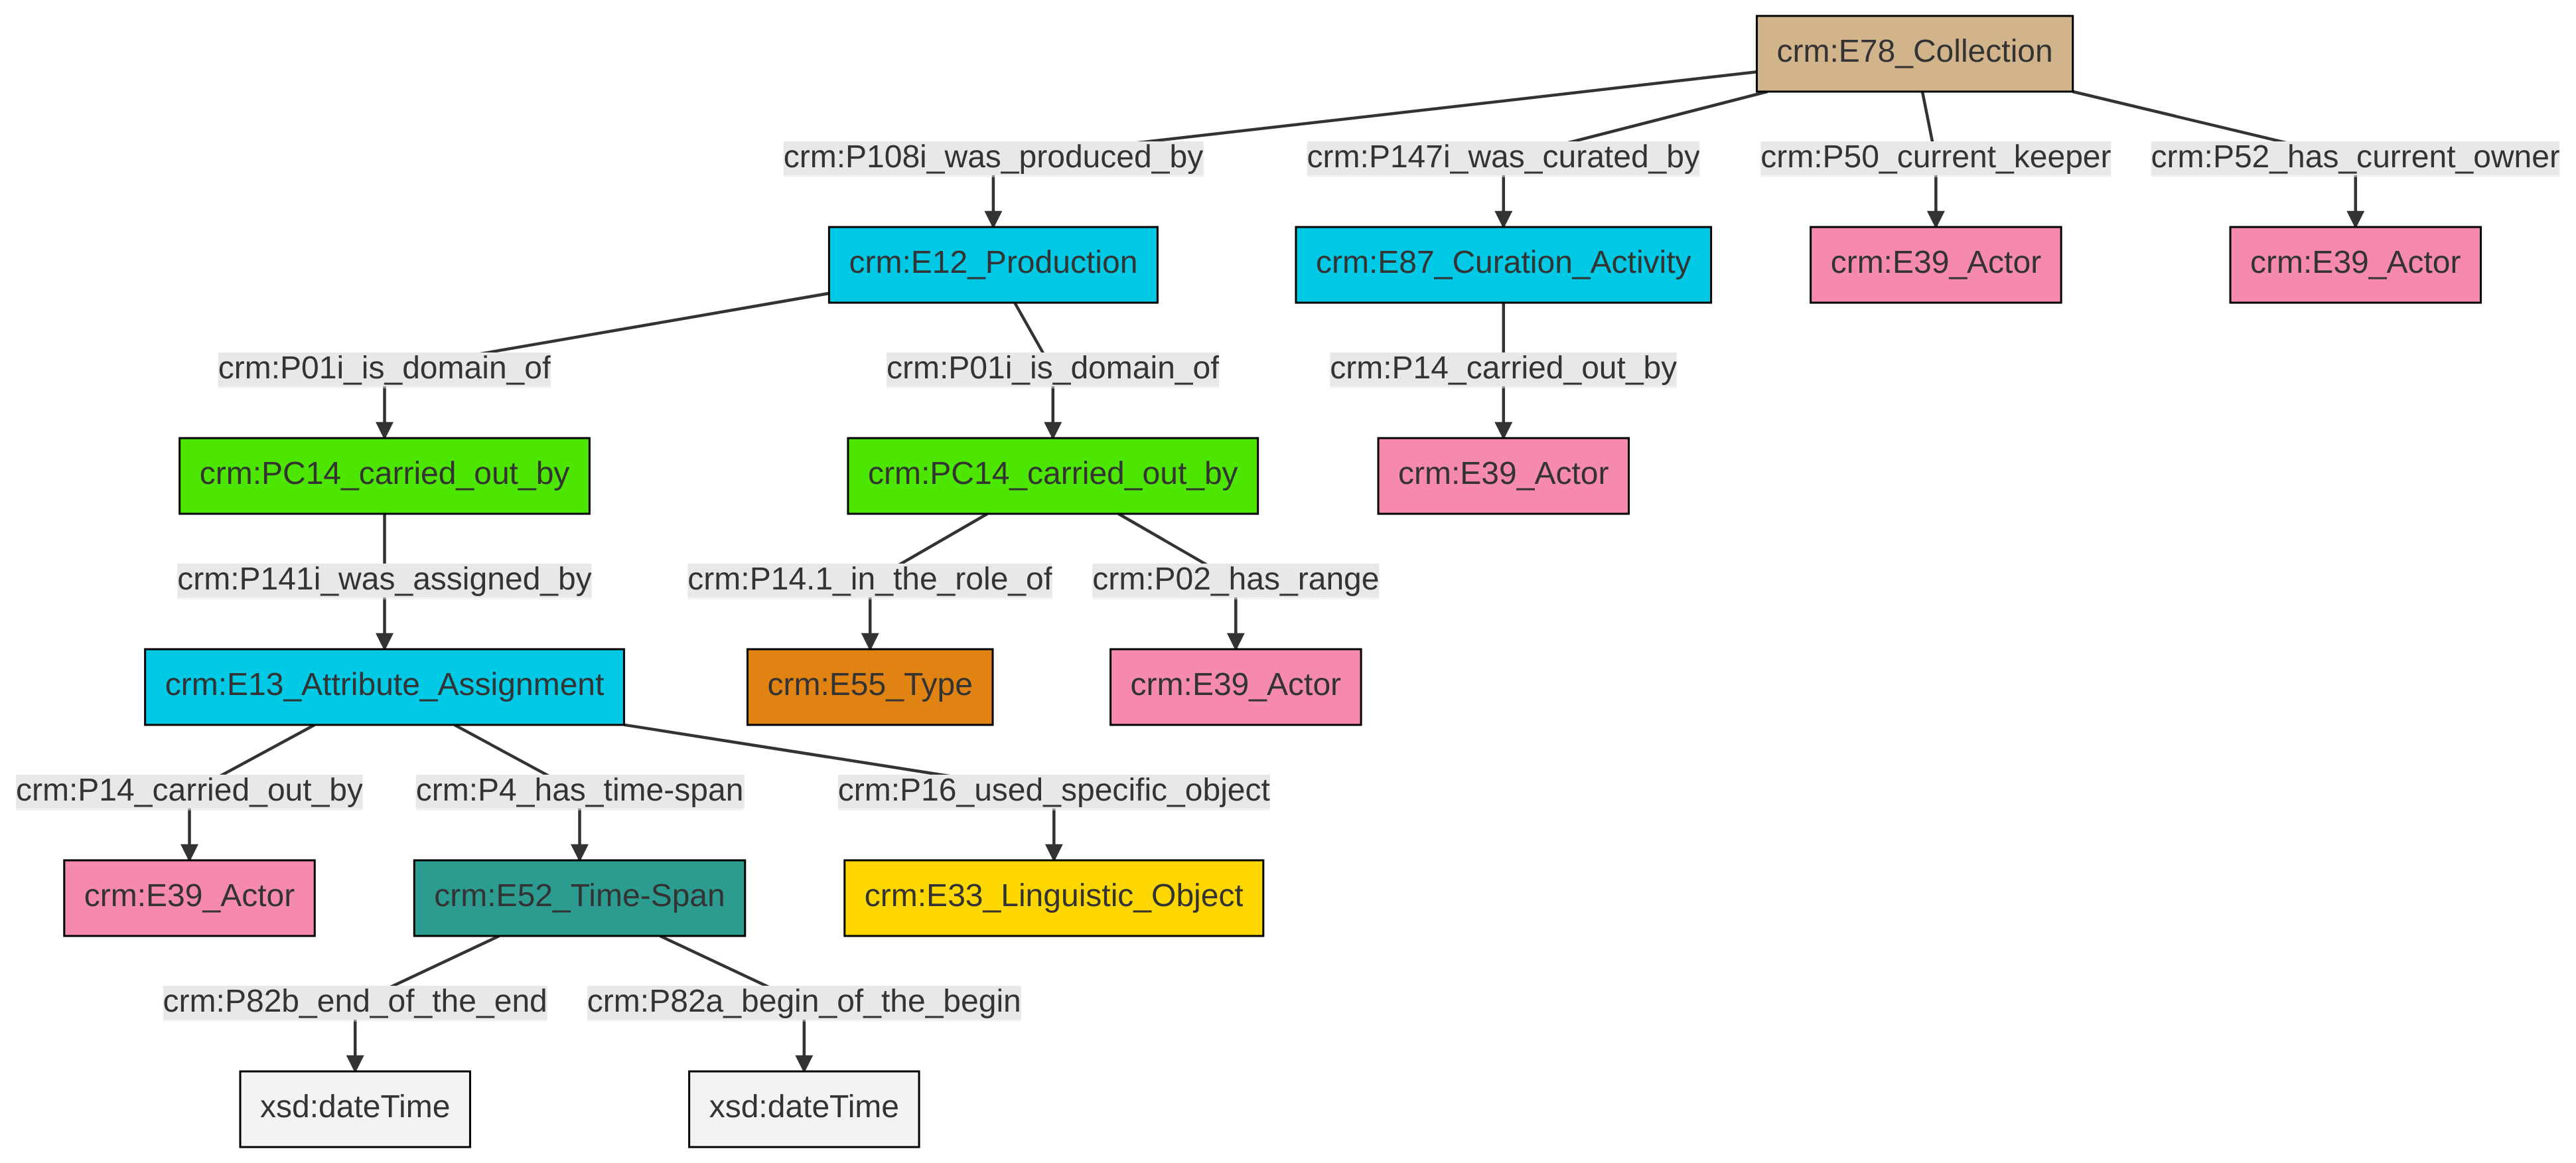 crm:E78_Collection
crm:P108i_was_produced_by
crm:P147i_was_curated_by
crm:P50_current_keeper
crm:P52_has_current_owner
crm:E12_Production
crm:E87_Curation_Activity
crm:E39_Actor
crm:E39_Actor
crm:P01i_is_domain_of
crm:P01i_is_domain_of
crm:P14_carried_out_by
crm:PC14_carried_out_by
crm:PC14_carried_out_by
crm:E39_Actor
crm:P141i_was_assigned_by
crm:P14.1_in_the_role_of
crm:P02_has_range
crm:E13_Attribute_Assignment
crm:E55_Type
crm:E39_Actor
crm:P14_carried_out_by
crm:P4_has_time-span
crm:P16_used_specific_object
crm:E39_Actor
crm:E52_Time-Span
crm:E33_Linguistic_Object
crm:P82b_end_of_the_end
crm:P82a_begin_of_the_begin
xsd:dateTime
xsd:dateTime